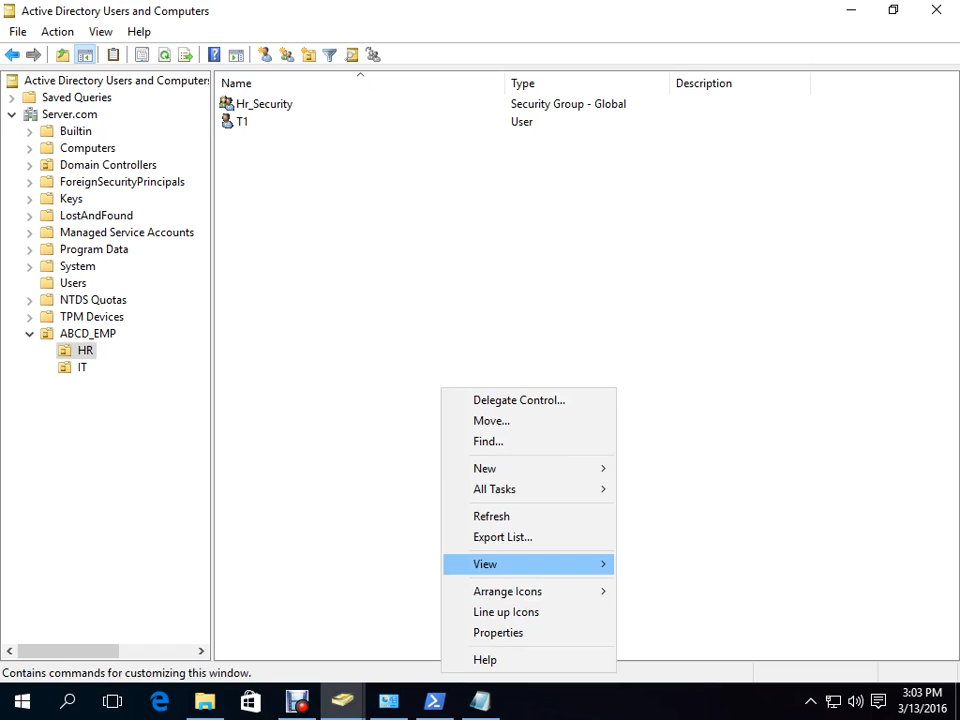 Active Directory Users and Computers
File Action View Help
Active Directory Users and Computers
Saved Queries
Server.com
Builtin
Computers
Domain Controllers
ForeignSecurityPrincipals
Keys
LostAndFound
Managed Service Accounts
Program Data
System
Users
NTDS Quotas
TPM Devices
ABCD_EMP
HR
IT
Name Type Description
Hr_Security Security Group - Global
T1 User
Delegate Control...
Move...
Find...
New
All Tasks
Refresh
Export List...
View
Arrange Icons
Line up Icons
Properties
Help
Contains commands for customizing this window.
3:03 PM
3/13/2016